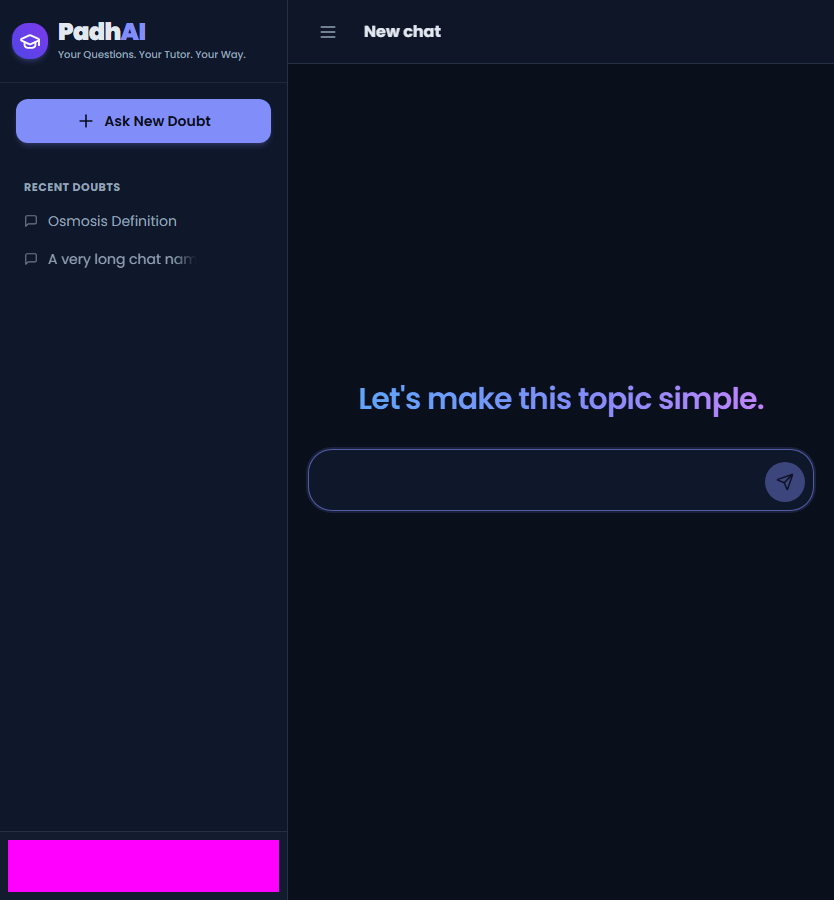 PadhAI
Your Questions. Your Tutor. Your Way.
Ask New Doubt
RECENT DOUBTS
Osmosis Definition
A very long chat nam
New chat
Let's make this topic simple.